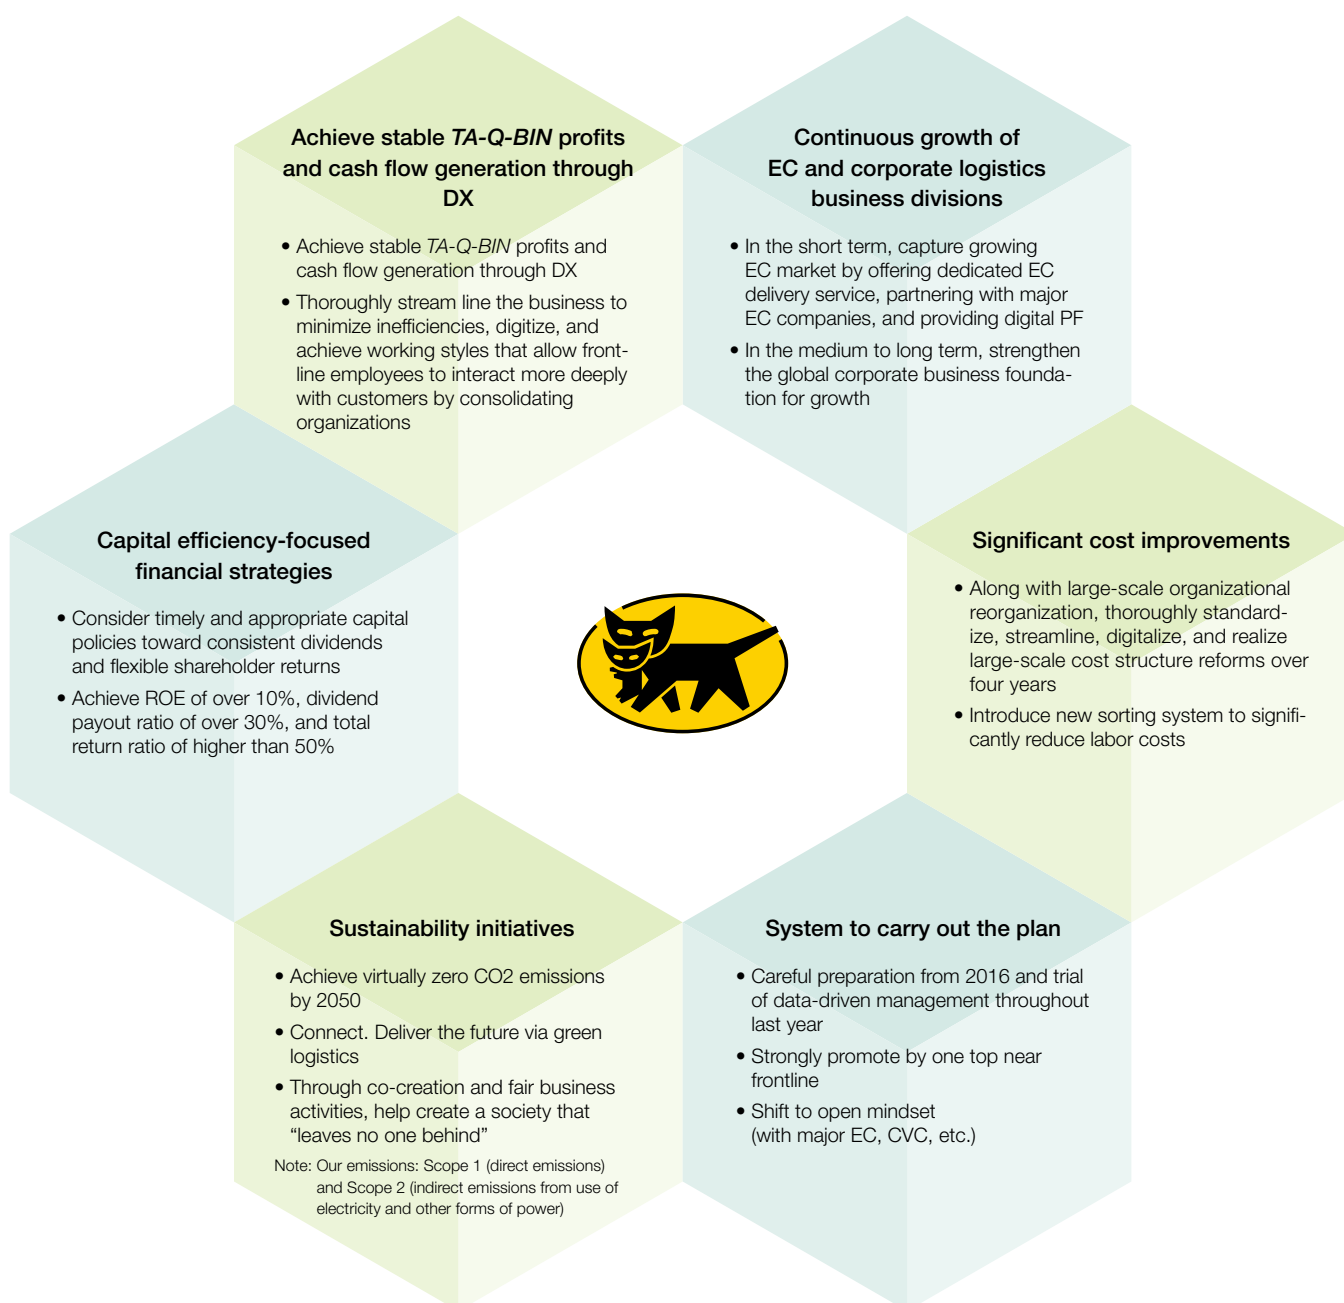 Achieve stable TA-Q-BIN profits
and cash flow generation through
DX
• Achieve stable TA-Q-BIN profits and
cash flow generation through DX
• Thoroughly stream line the business to
minimize inefficiencies, digitize, and
achieve working styles that allow front-
line employees to interact more deeply
with customers by consolidating
organizations
Continuous growth of
EC and corporate logistics
business divisions
• In the short term, capture growing
EC market by offering dedicated EC
delivery service, partnering with major
EC companies, and providing digital PF
• In the medium to long term, strengthen
the global corporate business founda-
tion for growth
Capital efficiency-focused
financial strategies
• Consider timely and appropriate capital
policies toward consistent dividends
and flexible shareholder returns
• Achieve ROE of over 10%, dividend
payout ratio of over 30%, and total
return ratio of higher than 50%
Significant cost improvements
• Along with large-scale organizational
reorganization, thoroughly standard-
ize, streamline, digitalize, and realize
large-scale cost structure reforms over
four years
• Introduce new sorting system to signifi-
cantly reduce labor costs
Sustainability initiatives
• Achieve virtually zero CO2 emissions
by 2050
• Connect. Deliver the future via green
logistics
• Through co-creation and fair business
activities, help create a society that
“leaves no one behind”
Note: Our emissions: Scope 1 (direct emissions)
and Scope 2 (indirect emissions from use of
electricity and other forms of power)
System to carry out the plan
• Careful preparation from 2016 and trial
of data-driven management throughout
last year
• Strongly promote by one top near
frontline
• Shift to open mindset
(with major EC, CVC, etc.)